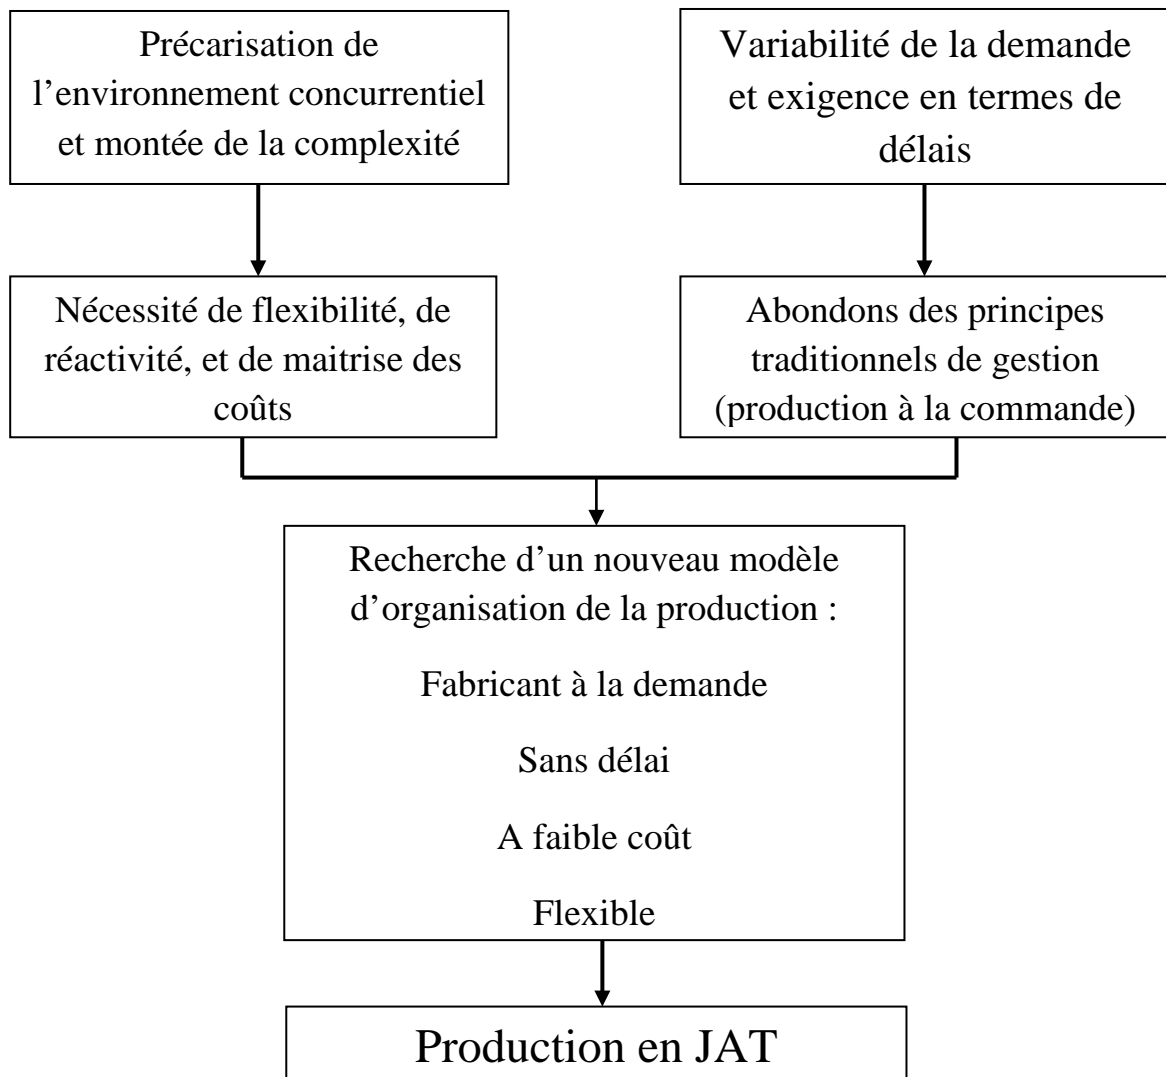 Précarisation de
l’environnement concurrentiel
et montée de la complexité
Variabilité de la demande
et exigence en termes de
délais
Nécessité de flexibilité, de
réactivité, et de maitrise des
coûts
Abondons des principes
traditionnels de gestion
(production à la commande)
Recherche d’un nouveau modèle
d’organisation de la production :
Fabricant à la demande
Sans délai
A faible coût
Flexible
Production en JAT